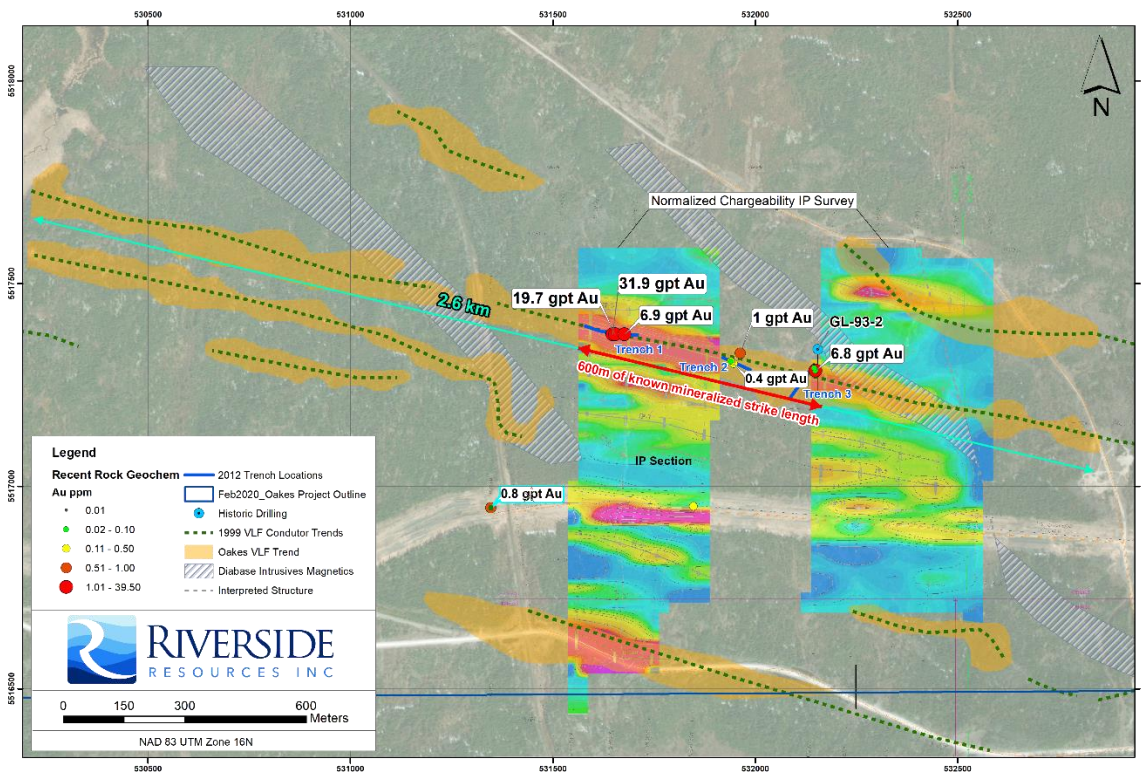 530500
531000
531500
532000
532500
5518000
N
Normalized Chargeability IP Survey
5517500
31.9 gpt Au
19.7 gpt Au
2.6 km
6.9 gpt Au
1 gpt Au
GL-93-2
Trench 1
Trench 2
6.8 gpt Au
0.4 gpt Au
Trench 3
600m of known mineralized strike length
IP Section
5517000
0.8 gpt Au
Legend
Recent Rock Geochem
Au ppm
0.01
0.02 - 0.10
0.11 - 0.50
0.51 - 1.00
1.01 - 39.50
2012 Trench Locations
Feb2020_Oakes Project Outline
Historic Drilling
1999 VLF Condutor Trends
Oakes VLF Trend
Diabase Intrusives Magnetics
Interpreted Structure
RIVERSIDE
RESOURCES INC
5516500
0 150 300 600
Meters
NAD 83 UTM Zone 16N
530500
531000
531500
532000
532500